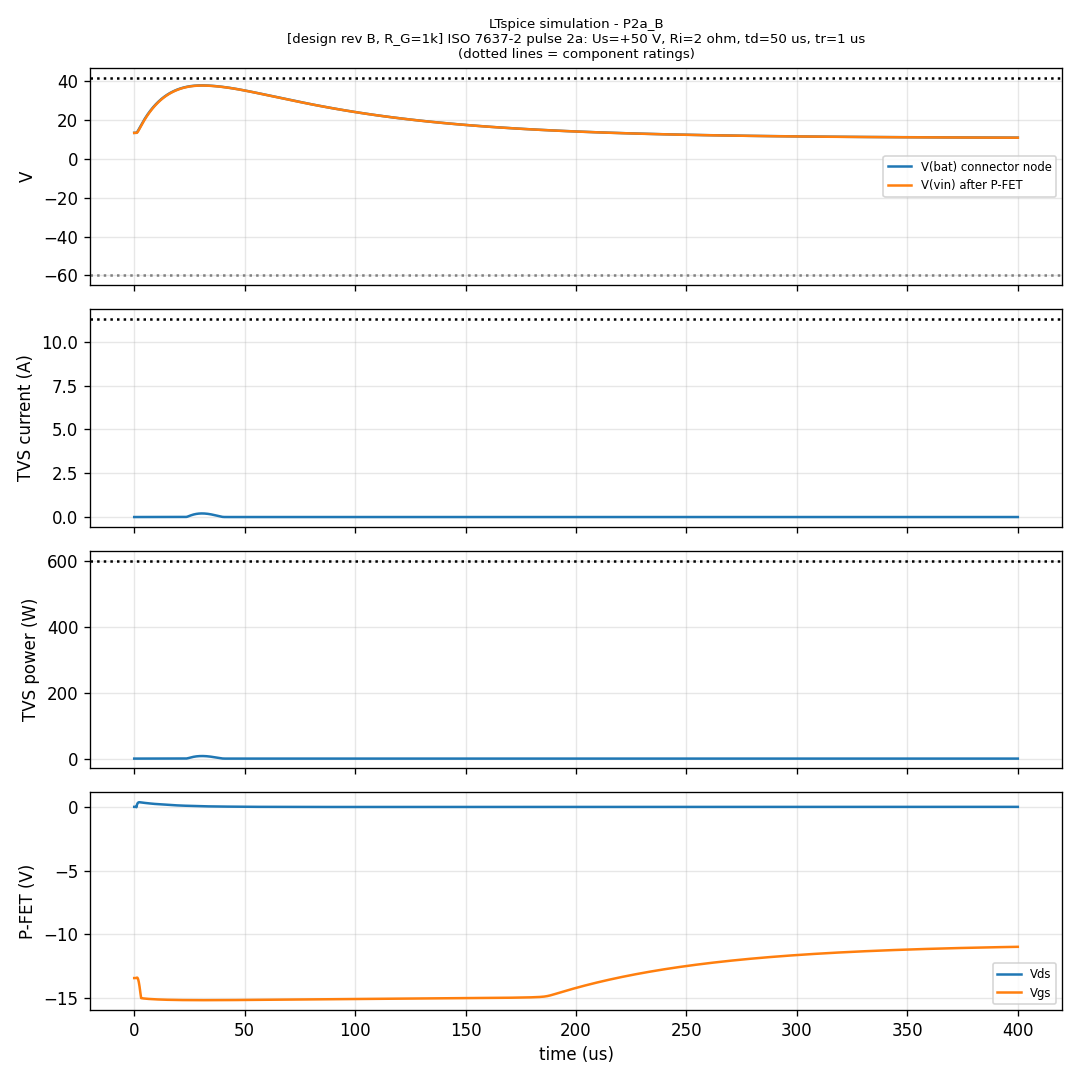 LTspice simulation - P2a_B
[design rev B, R_G=1k] ISO 7637-2 pulse 2a: Us=+50 V, Ri=2 ohm, td=50 us, tr=1 us
(dotted lines = component ratings)
40
20
0
−20
−40
−60
V
V(bat) connector node
V(vin) after P-FET
10.0
7.5
5.0
2.5
0.0
TVS current (A)
600
400
200
0
TVS power (W)
0
−5
−10
−15
P-FET (V)
Vds
Vgs
0
50
100
150
200
250
300
350
400
time (us)